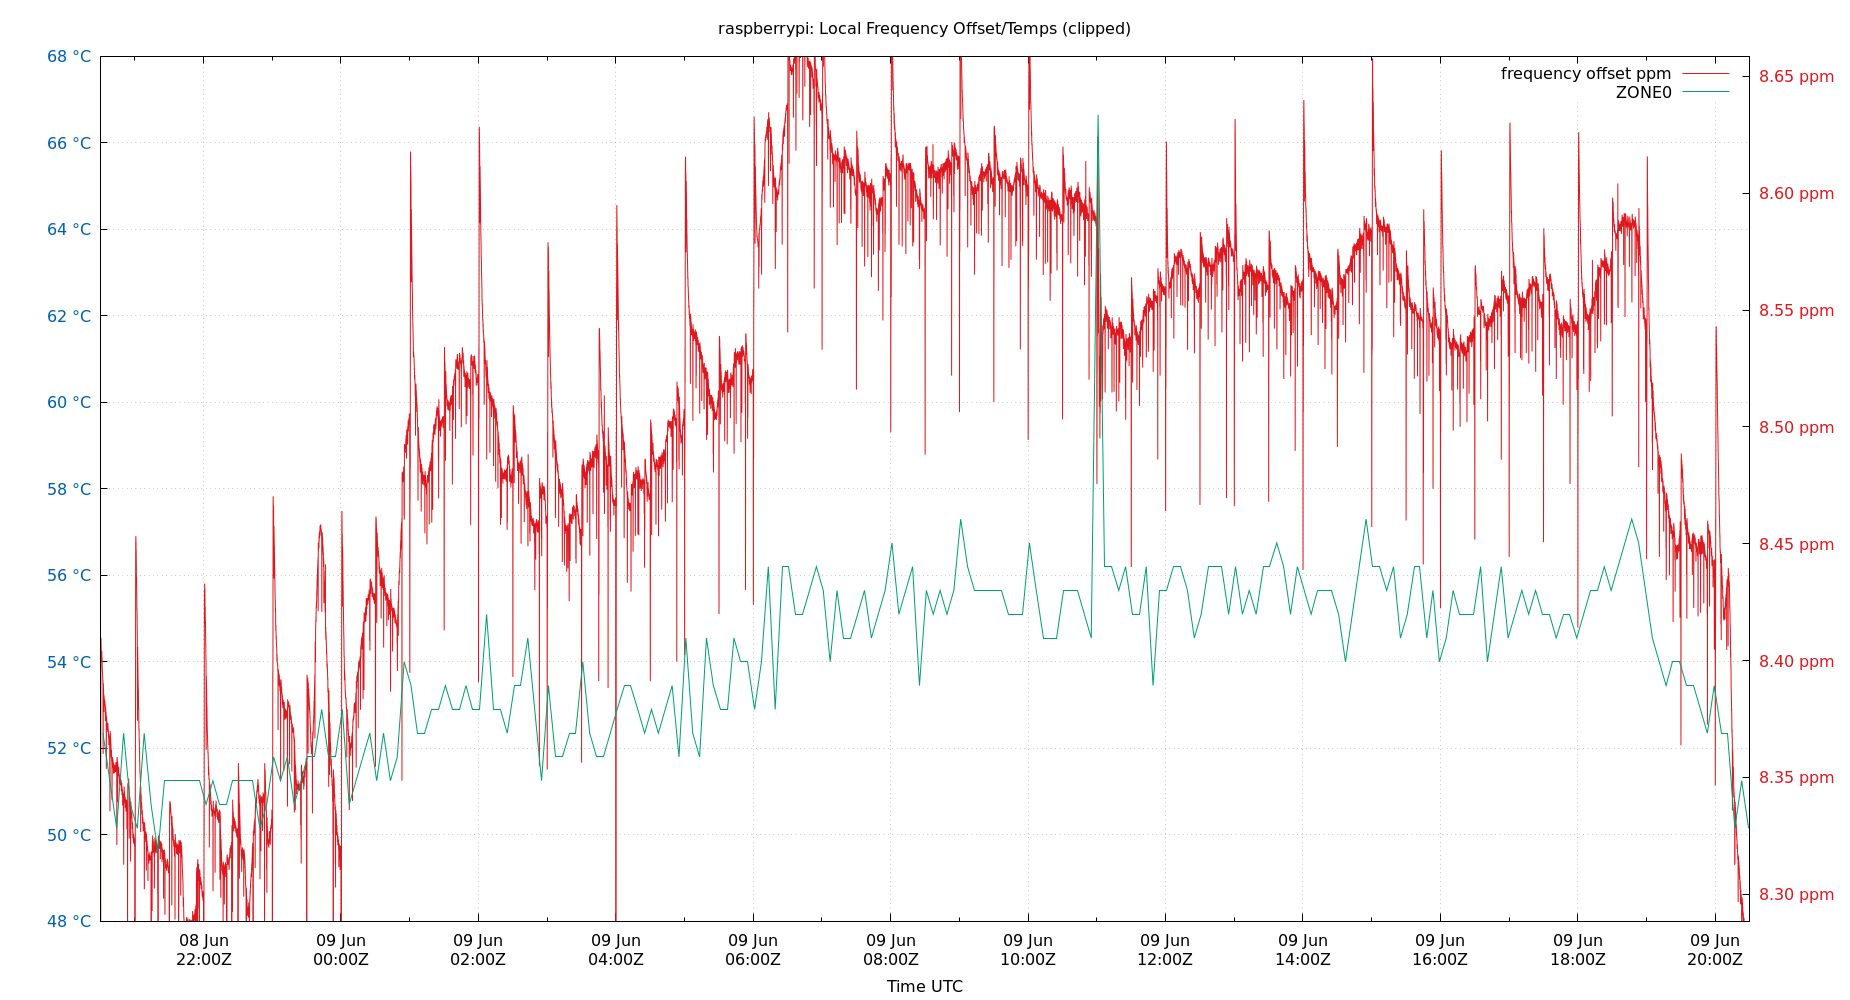 raspberrypi: Local Frequency Offset/Temps (clipped)
68 °C
66 °C
64 °C
62 °C
60 °C
58 °C
56 °C
54 °C
52 °C
50 °C
48 °C
frequency offset ppm
ZONE0
8.65 ppm
8.60 ppm
8.55 ppm
8.50 ppm
8.45 ppm
8.40 ppm
8.35 ppm
8.30 ppm
08 Jun 09 Jun 09 Jun 09 Jun 09 Jun 09 Jun 09 Jun 09 Jun 09 Jun 09 Jun 09 Jun 09 Jun
22:00Z 00:00Z 02:00Z 04:00Z 06:00Z 08:00Z 10:00Z 12:00Z 14:00Z 16:00Z 18:00Z 20:00Z
Time UTC